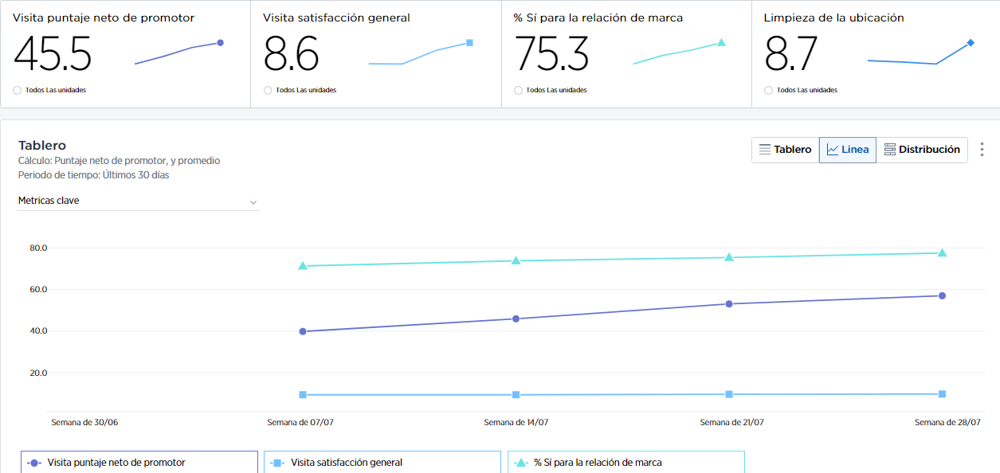 Visita puntaje neto de promotor
45.5
Todos Las unidades
Visita satisfacción general
8.6
Todos Las unidades
% Sí para la relación de marca
75.3
Todos Las unidades
Limpieza de la ubicación
8.7
Todos Las unidades
Tablero
Cálculo: Puntaje neto de promotor, y promedio
Periodo de tiempo: Últimos 30 días
Tablero
Linea
Distribución
Metricas clave
80.0
60.0
40.0
20.0
Semana de 30/06
Semana de 07/07
Semana de 14/07
Semana de 21/07
Semana de 28/07
Visita puntaje neto de promotor
Visita satisfacción general
% Sí para la relación de marca